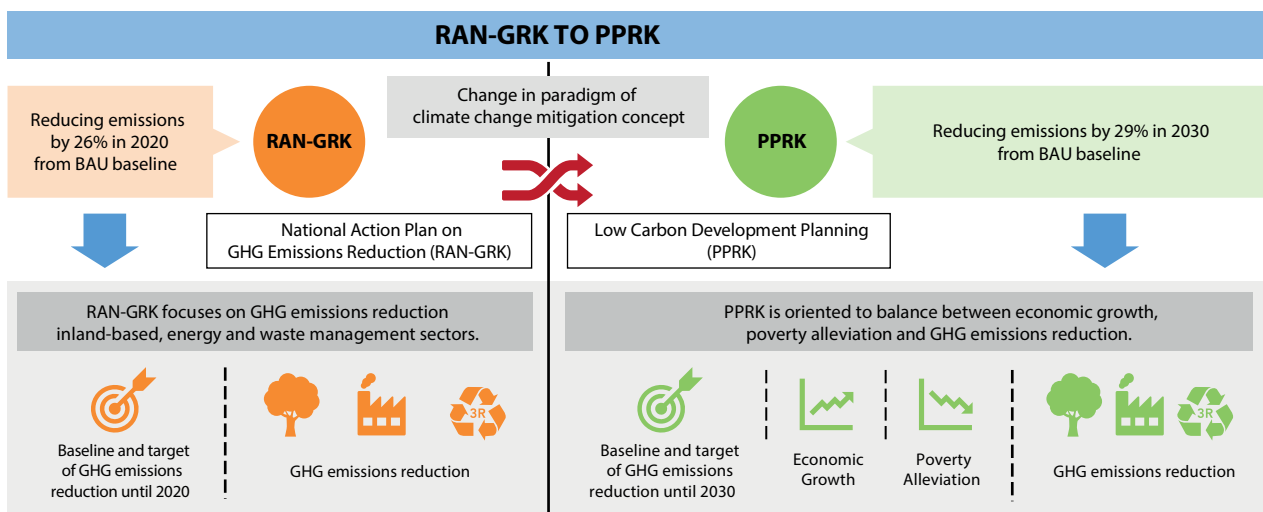 RAN-GRK TO PPRK
Reducing emissions
by 26% in 2020
from BAU baseline
RAN-GRK
Change in paradigm of
climate change mitigation concept
PPRK
Reducing emissions by 29% in 2030
from BAU baseline
National Action Plan on
GHG Emissions Reduction (RAN-GRK)
Low Carbon Development Planning
(PPRK)
RAN-GRK focuses on GHG emissions reduction
inland-based, energy and waste management sectors.
3R
Baseline and target
of GHG emissions
reduction until 2020
GHG emissions reduction
PPRK is oriented to balance between economic growth,
poverty alleviation and GHG emissions reduction.
3R
Baseline and target
of GHG emissions
reduction until 2030
Economic
Growth
Poverty
Alleviation
GHG emissions reduction